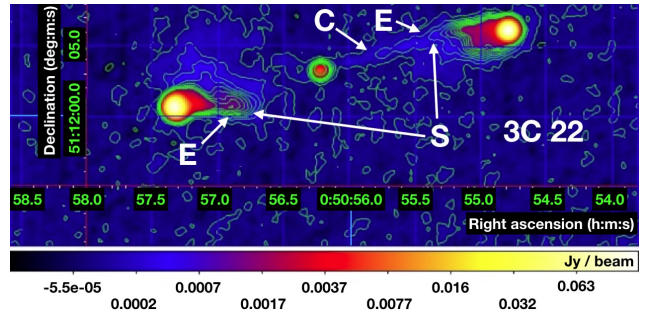 C
E
05.0
Declination (deg:m:s)
51:12:00.0
S
3C 22
E
58.5 58.0 57.5 57.0 56.5 0:50:56.0 55.5 55.0 54.5 54.0
Right ascension (h:m:s)
Jy / beam
-5.5e-05 0.0007 0.0037 0.016 0.063
0.0002 0.0017 0.0077 0.032